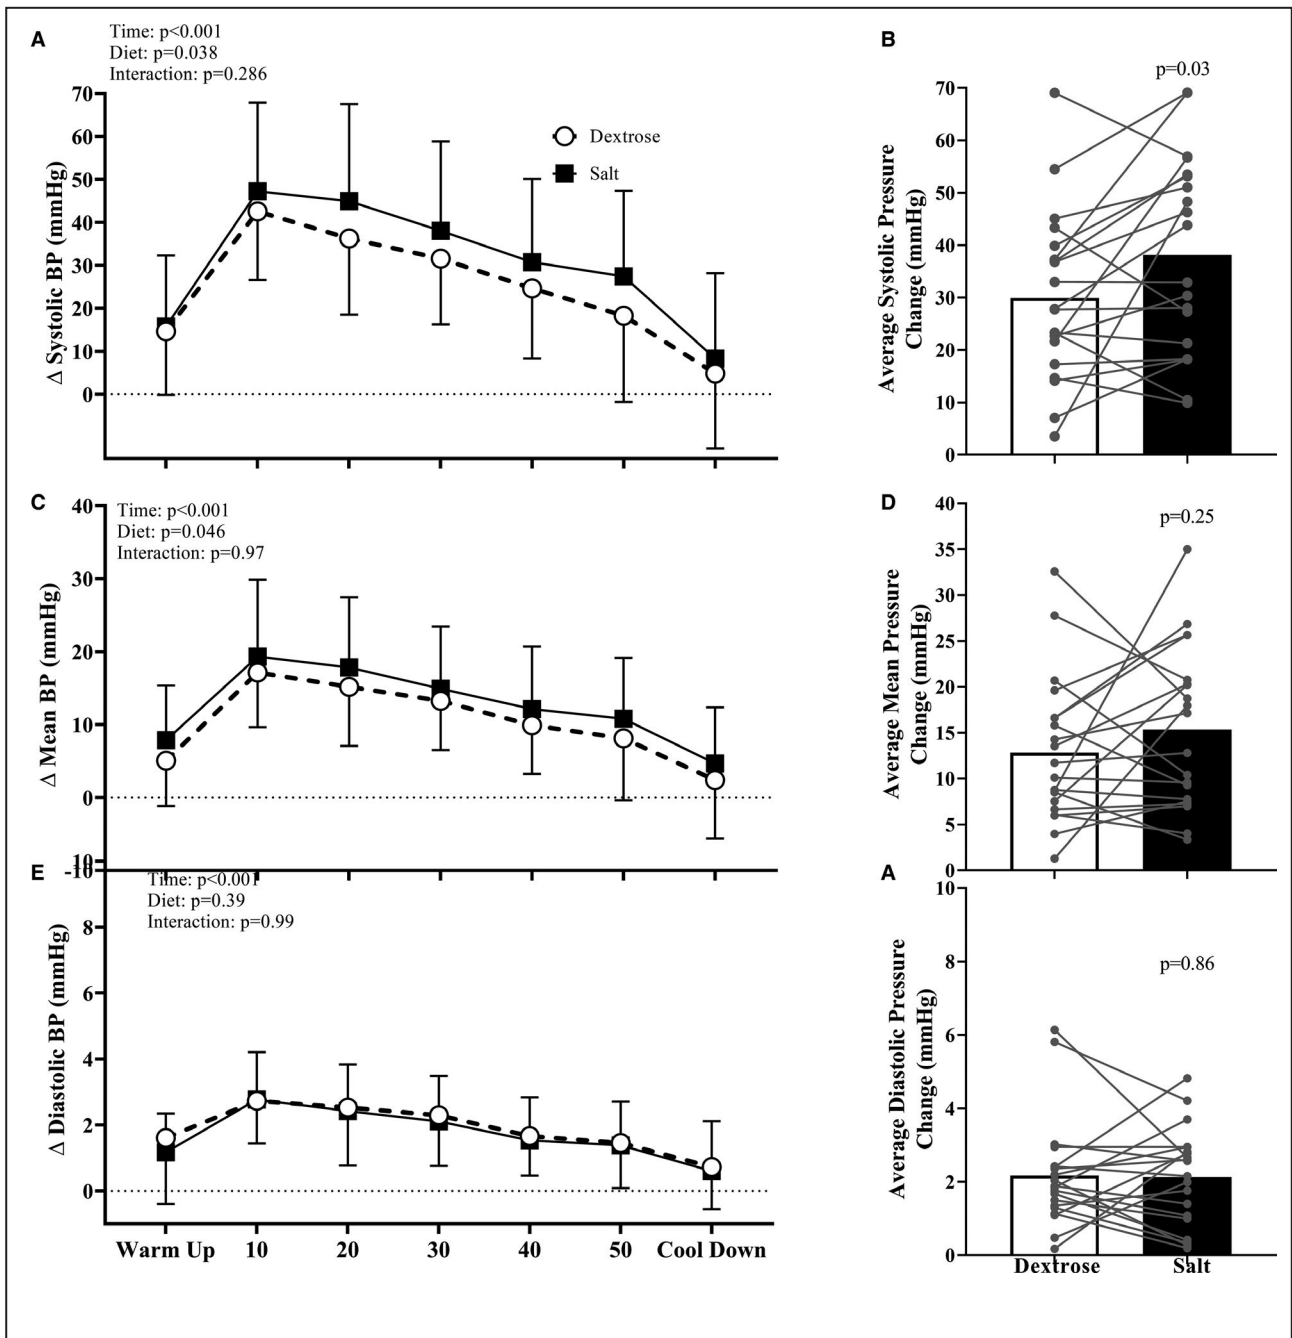 A
Time: p<0.001
Diet: p=0.038
Interaction: p=0.286
70
60
50
40
30
20
10
0
Δ Systolic BP (mmHg)
Dextrose
Salt
B
p=0.03
70
60
50
40
30
20
10
0
Average Systolic Pressure
Change (mmHg)
C
Time: p<0.001
Diet: p=0.046
Interaction: p=0.97
40
30
20
10
0
-10
Δ Mean BP (mmHg)
D
p=0.25
40
35
30
25
20
15
10
5
0
Average Mean Pressure
Change (mmHg)
E
Time: p<0.001
Diet: p=0.39
Interaction: p=0.99
10
8
6
4
2
0
Δ Diastolic BP (mmHg)
Warm Up 10 20 30 40 50 Cool Down
A
p=0.86
10
8
6
4
2
0
Average Diastolic Pressure
Change (mmHg)
Dextrose Salt